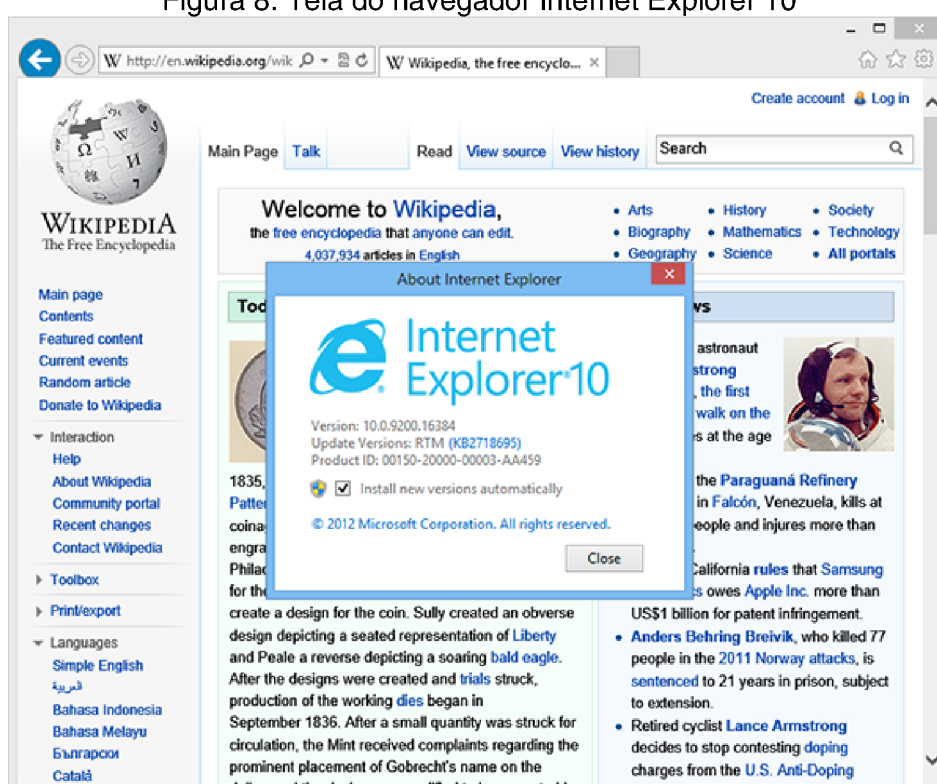 Figura 8: Tela do navegador Internet Explorer 10
http://en.wikipedia.org/wik
Wikipedia, the free encyclo...
Create account Log in
Main Page Talk Read View source View history Search
WIKIPEDIA
The Free Encyclopedia
Main page
Contents
Featured content
Current events
Random article
Donate to Wikipedia
Interaction
Help
About Wikipedia
Community portal
Recent changes
Contact Wikipedia
Toolbox
Print/export
Languages
Simple English
العربية
Bahasa Indonesia
Bahasa Melayu
Български
Català
Welcome to Wikipedia,
the free encyclopedia that anyone can edit.
4,037,934 articles in English
Arts
Biography
Geography
History
Mathematics
Science
Society
Technology
All portals
About Internet Explorer
Internet
Explorer 10
Version: 10.0.9200.16384
Update Versions: RTM (KB2718695)
Product ID: 00150-20000-00003-AA459
Install new versions automatically
© 2012 Microsoft Corporation. All rights reserved.
Close
1835,
create a design for the coin. Sully created an obverse
design depicting a seated representation of Liberty
and Peale a reverse depicting a soaring bald eagle.
After the designs were created and trials struck,
production of the working dies began in
September 1836. After a small quantity was struck for
circulation, the Mint received complaints regarding the
prominent placement of Gobrecht's name on the
astronaut
, the first
walk on the
s at the age
the Paraguaná Refinery
in Falcón, Venezuela, kills at
eople and injures more than
California rules that Samsung
owes Apple Inc. more than
US$1 billion for patent infringement.
Anders Behring Breivik, who killed 77
people in the 2011 Norway attacks, is
sentenced to 21 years in prison, subject
to extension.
Retired cyclist Lance Armstrong
decides to stop contesting doping
charges from the U.S. Anti-Doping